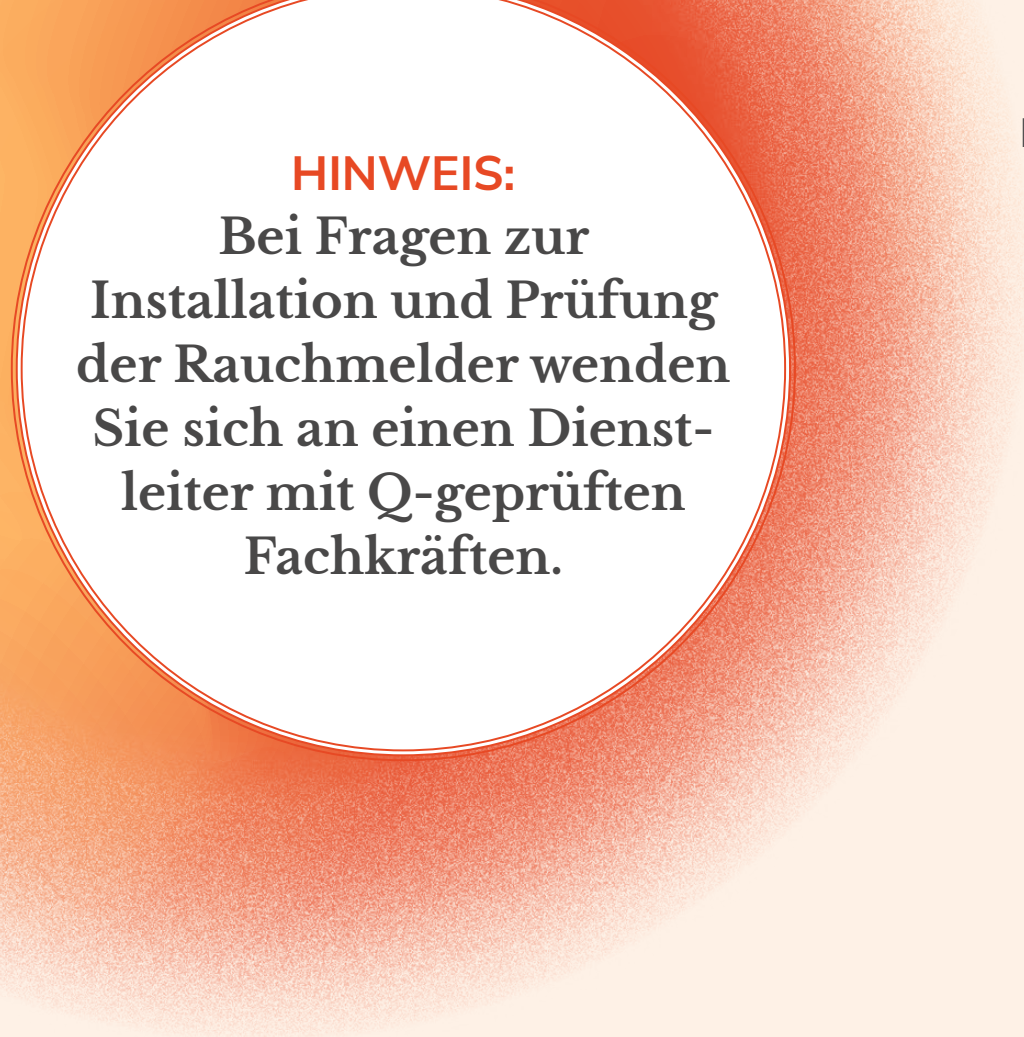 HINWEIS:
Bei Fragen zur
Installation und Prüfung
der Rauchmelder wenden
Sie sich an einen Dienst-
leiter mit Q-geprüften
Fachkräften.